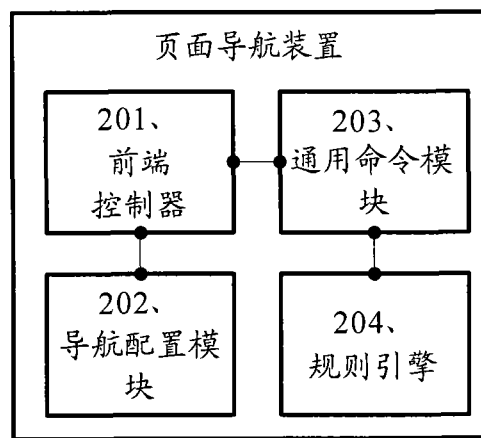 页面导航装置
201、
前端
控制器
203、
通用命令模
块
202、
导航配置模
块
204、
规则引擎